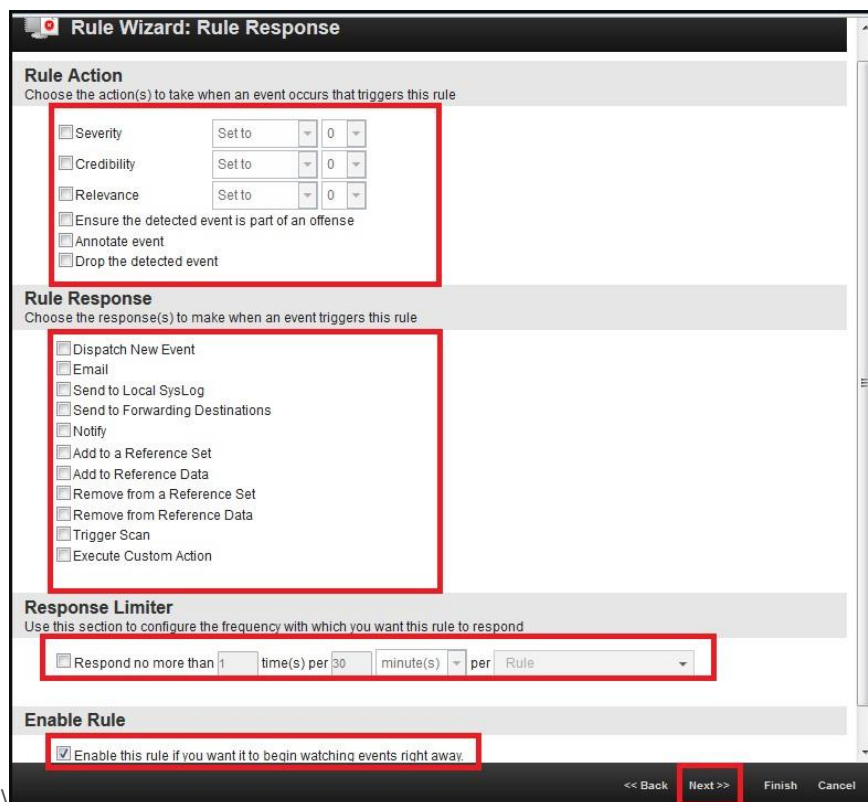 Rule Wizard: Rule Response
Rule Action
Choose the action(s) to take when an event occurs that triggers this rule
Severity Set to 0
Credibility Set to 0
Relevance Set to 0
Ensure the detected event is part of an offense
Annotate event
Drop the detected event
Rule Response
Choose the response(s) to make when an event triggers this rule
Dispatch New Event
Email
Send to Local SysLog
Send to Forwarding Destinations
Notify
Add to a Reference Set
Add to Reference Data
Remove from a Reference Set
Remove from Reference Data
Trigger Scan
Execute Custom Action
Response Limiter
Use this section to configure the frequency with which you want this rule to respond
Respond no more than 1 time(s) per 30 minute(s) per Rule
Enable Rule
Enable this rule if you want it to begin watching events right away.
<< Back Next >> Finish Cancel
\